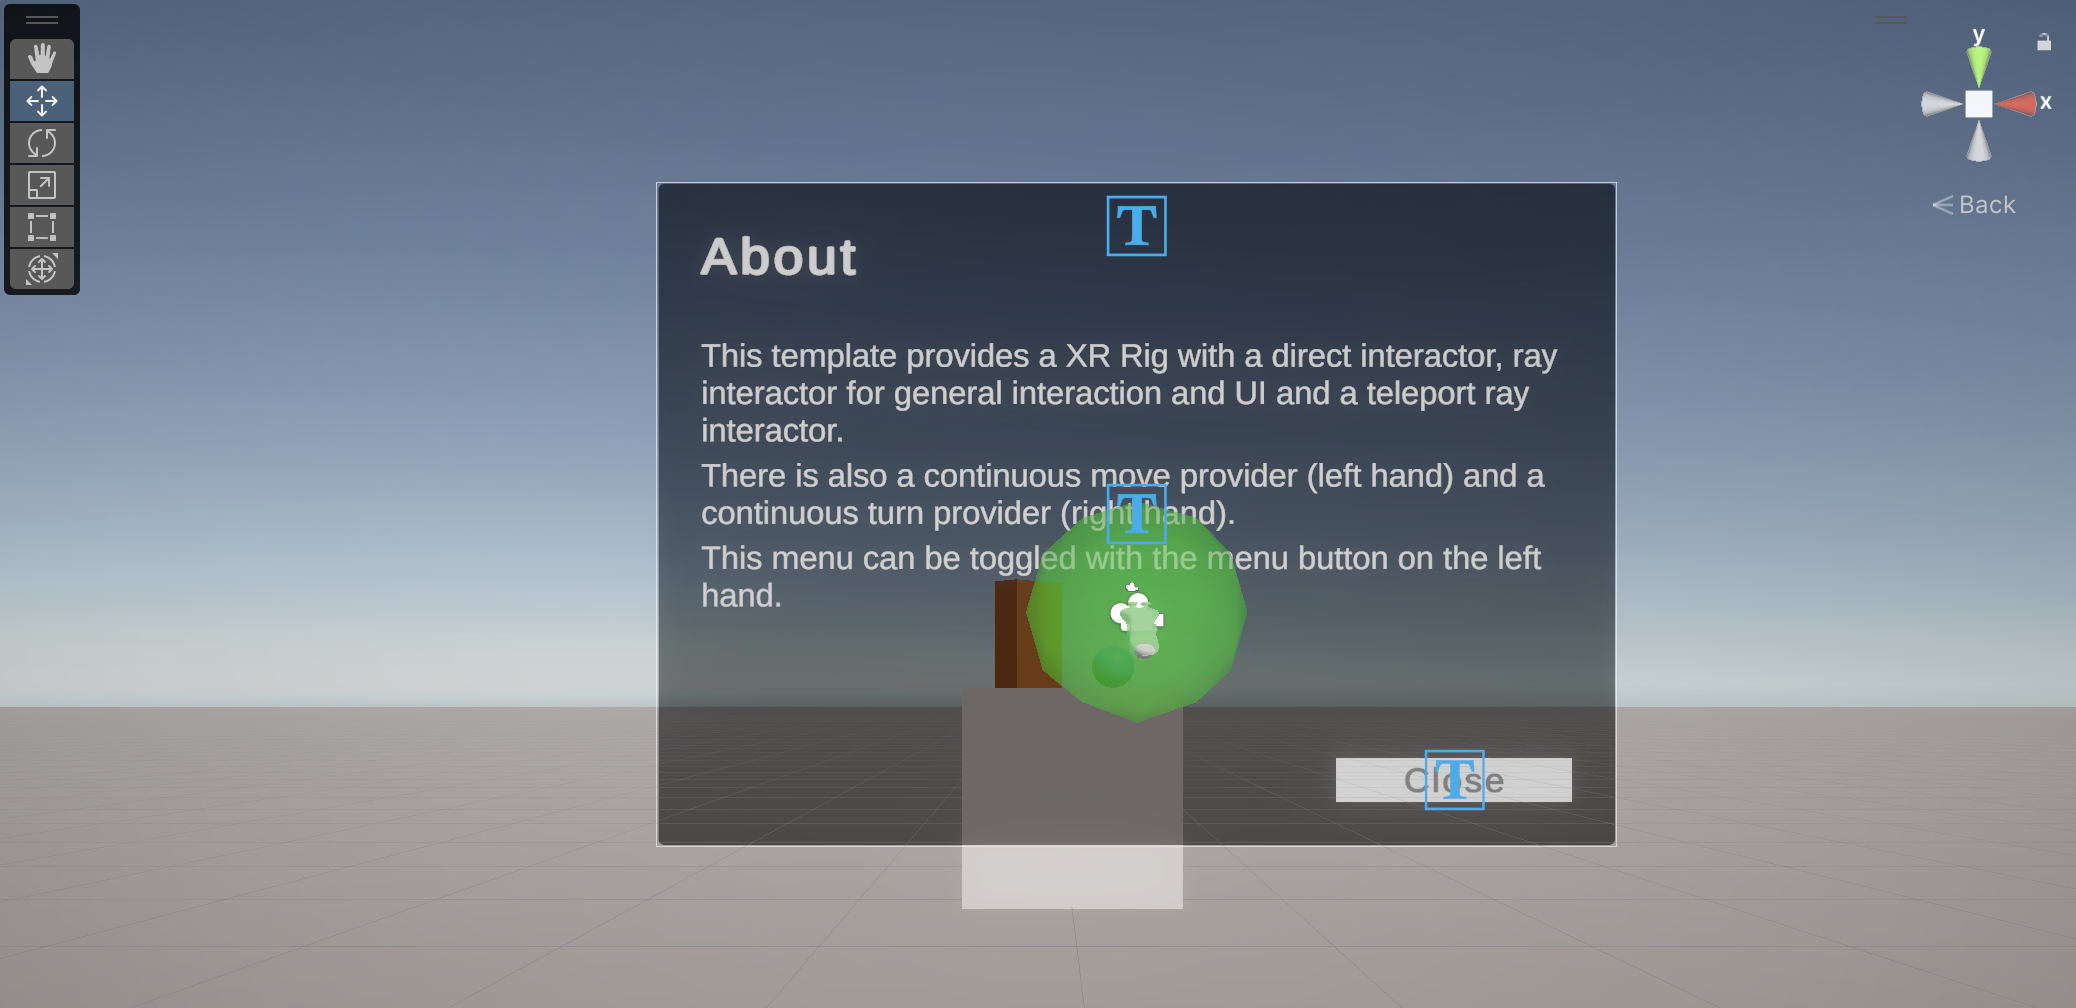 y
x
Back
T
About
This template provides a XR Rig with a direct interactor, ray
interactor for general interaction and UI and a teleport ray
interactor.
There is also a continuous move provider (left hand) and a
T
continuous turn provider (right hand).
This menu can be toggled with the menu button on the left
hand.
Close
T